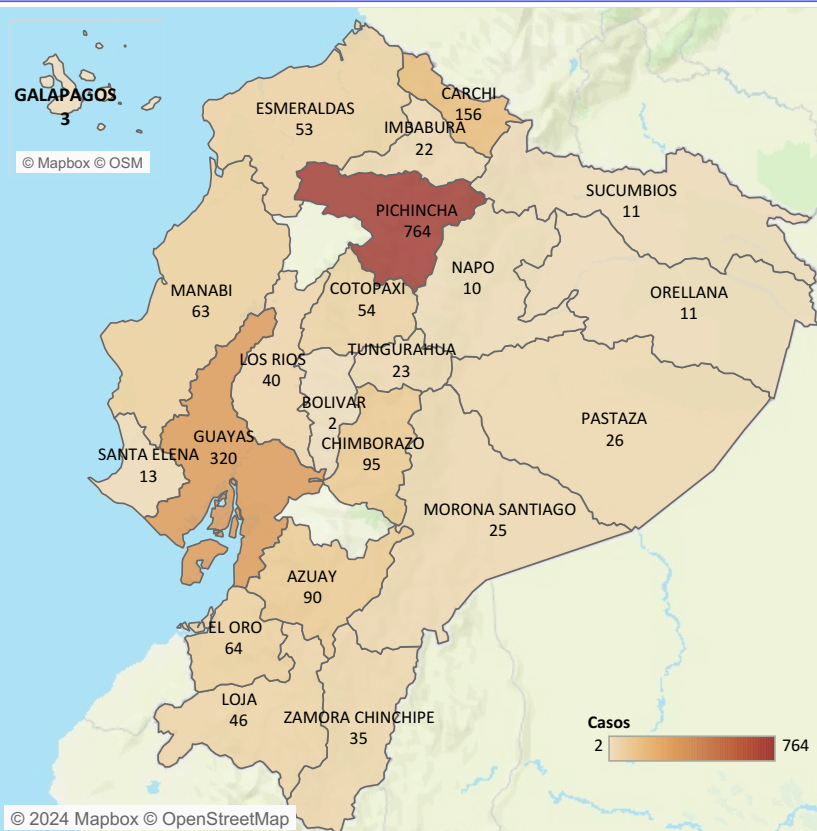 GALAPAGOS
3
© Mapbox © OSM
ESMERALDAS
53
CARCHI
156
IMBABURA
22
SUCUMBIOS
11
PICHINCHA
764
NAPO
10
ORELLANA
11
MANABI
63
COTOPAXI
54
TUNGURAHUA
23
LOS RIOS
40
BOLIVAR
2
PASTAZA
26
GUAYAS
320
CHIMBORAZO
95
SANTA ELENA
13
MORONA SANTIAGO
25
AZUAY
90
EL ORO
64
LOJA
46
ZAMORA CHINCHIPE
35
Casos
2 764
© 2024 Mapbox © OpenStreetMap